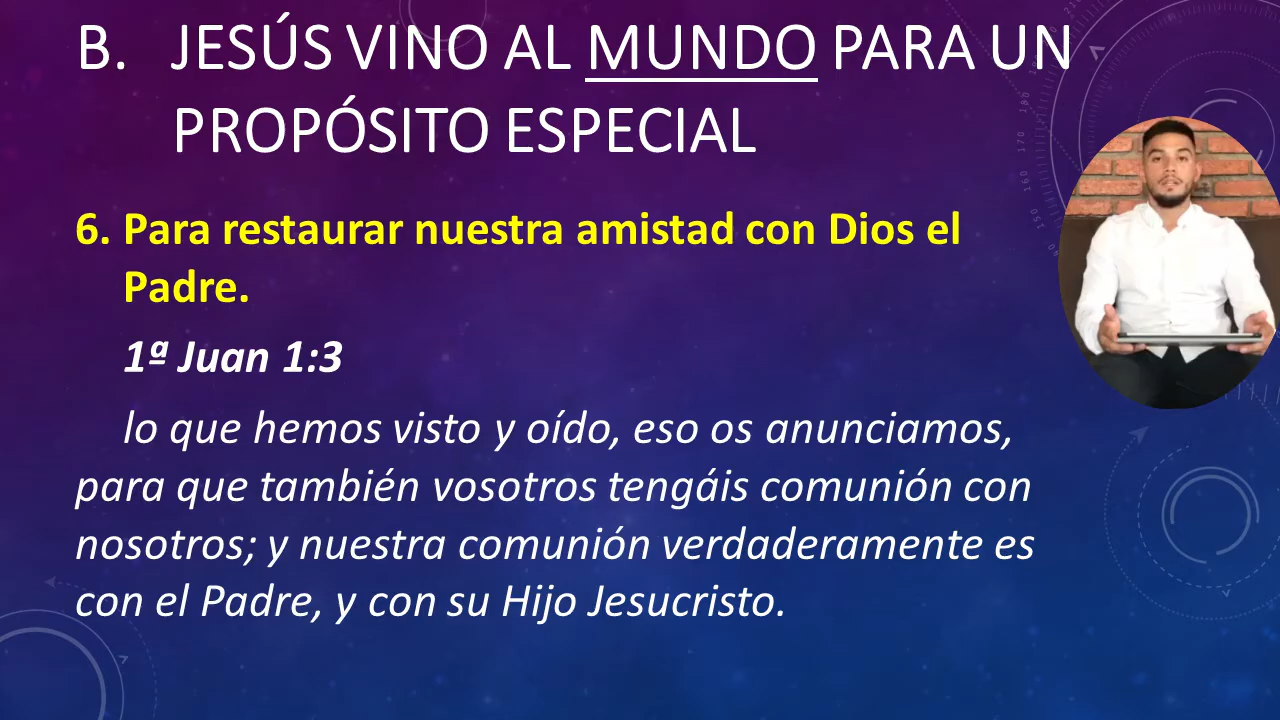 B. JESÚS VINO AL MUNDO PARA UN
PROPÓSITO ESPECIAL
6. Para restaurar nuestra amistad con Dios el
Padre.
1ª Juan 1:3
lo que hemos visto y oído, eso os anunciamos,
para que también vosotros tengáis comunión con
nosotros; y nuestra comunión verdaderamente es
con el Padre, y con su Hijo Jesucristo.